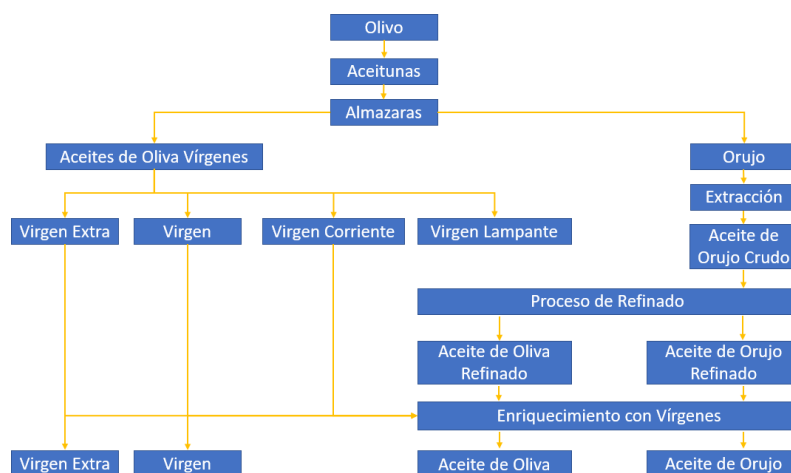 Olivo
Aceitunas
Almazaras
Aceites de Oliva Vírgenes
Orujo
Extracción
Virgen Extra
Virgen
Virgen Corriente
Virgen Lampante
Aceite de
Orujo Crudo
Proceso de Refinado
Aceite de Oliva
Refinado
Aceite de Orujo
Refinado
Enriquecimiento con Vírgenes
Virgen Extra
Virgen
Aceite de Oliva
Aceite de Orujo